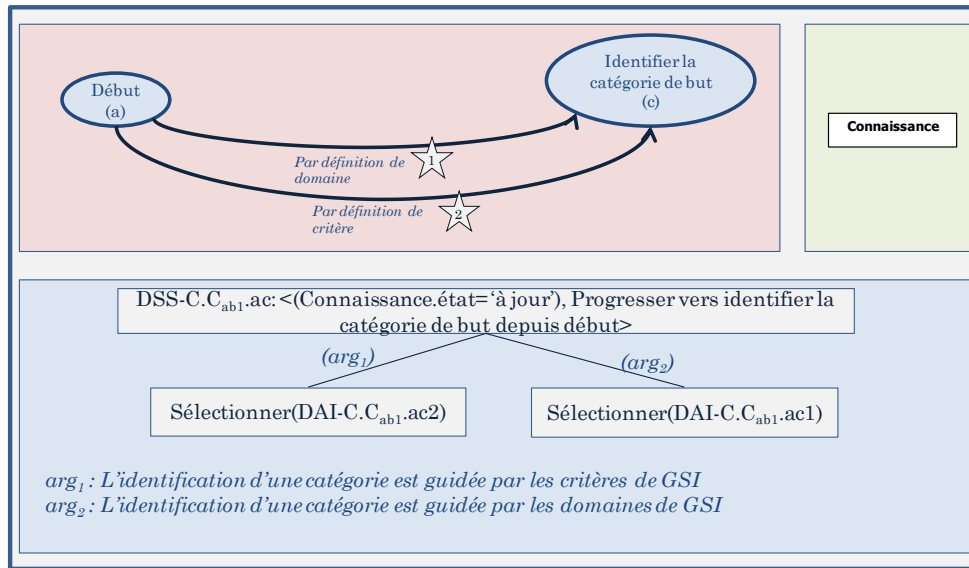 Début
(a)
Identifier la
catégorie de but
(c)
1
Par définition de
domaine
2
Par définition de
critère
Connaissance
DSS-C.Cab1.ac: <(Connaissance.état=‘à jour’), Progresser vers identifier la
catégorie de but depuis début>
(arg1)
(arg2)
Sélectionner(DAI-C.Cab1.ac2)
Sélectionner(DAI-C.Cab1.ac1)
arg1 : L’identification d’une catégorie est guidée par les critères de GSI
arg2 : L’identification d’une catégorie est guidée par les domaines de GSI